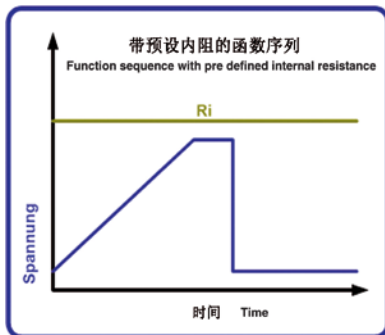 带预设内阻的函数序列
Function sequence with pre defined internal resistance
Ri
Spannung
时间 Time